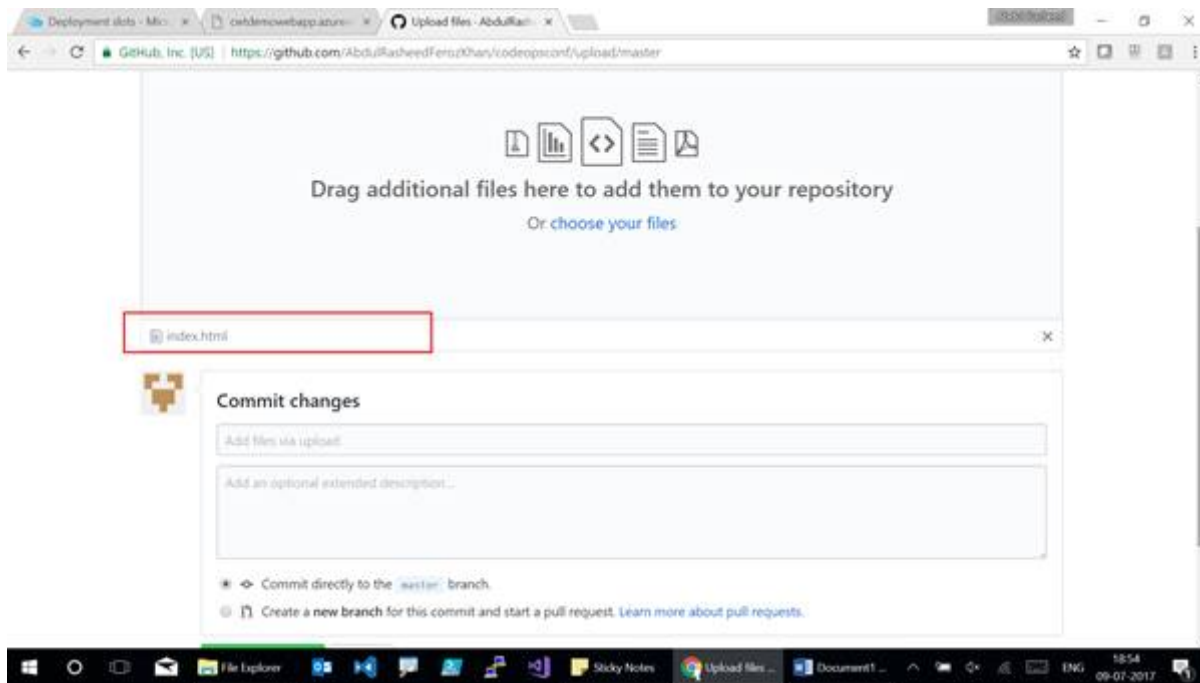 Deployment slots - Mic
cwtdemowebapp.azure
Upload files · AbdulRash
GitHub, Inc. [US] https://github.com/AbdulRasheedFerozKhan/codeopsconf/upload/master
Drag additional files here to add them to your repository
Or choose your files
index.html
Commit changes
Add files via upload
Add an optional extended description...
Commit directly to the master branch.
Create a new branch for this commit and start a pull request. Learn more about pull requests.
File Explorer
Sticky Notes
Upload files ...
Document1 ...
ENG
18:54
09-07-2017